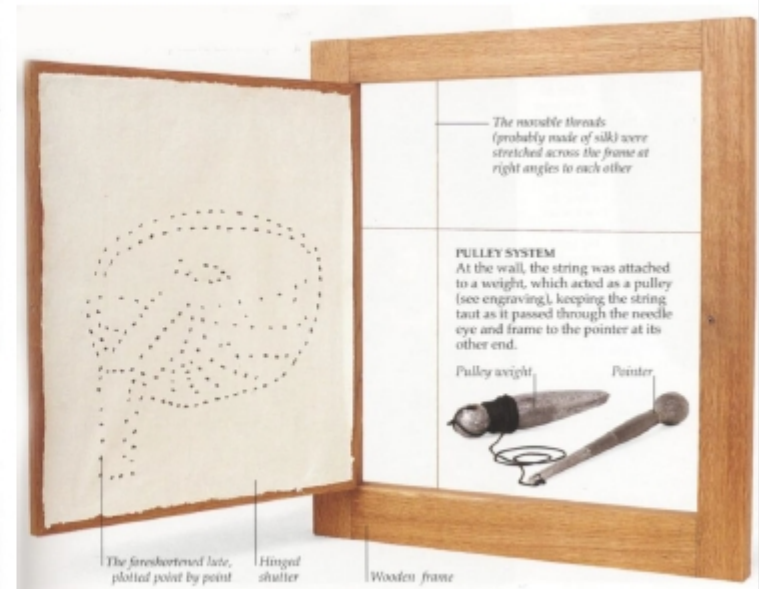 The movable threads
(probably made of silk) were
stretched across the frame at
right angles to each other
PULLEY SYSTEM
At the wall, the string was attached
to a weight, which acted as a pulley
(see engraving), keeping the string
taut as it passed through the needle
eye and frame to the pointer at its
other end.
Pulley weight
Pointer
The foreshortened lute,
plotted point by point
Hinged
shutter
Wooden frame